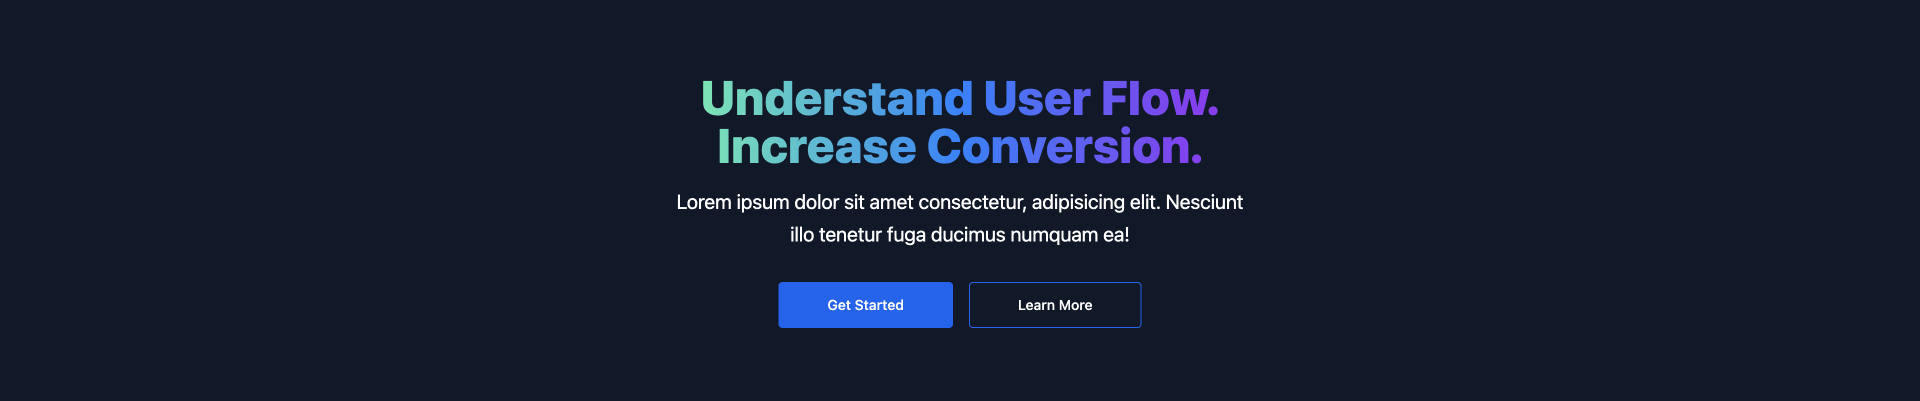 Understand User Flow.
Increase Conversion.
Lorem ipsum dolor sit amet consectetur, adipisicing elit. Nesciunt
illo tenetur fuga ducimus numquam ea!
Get Started
Learn More